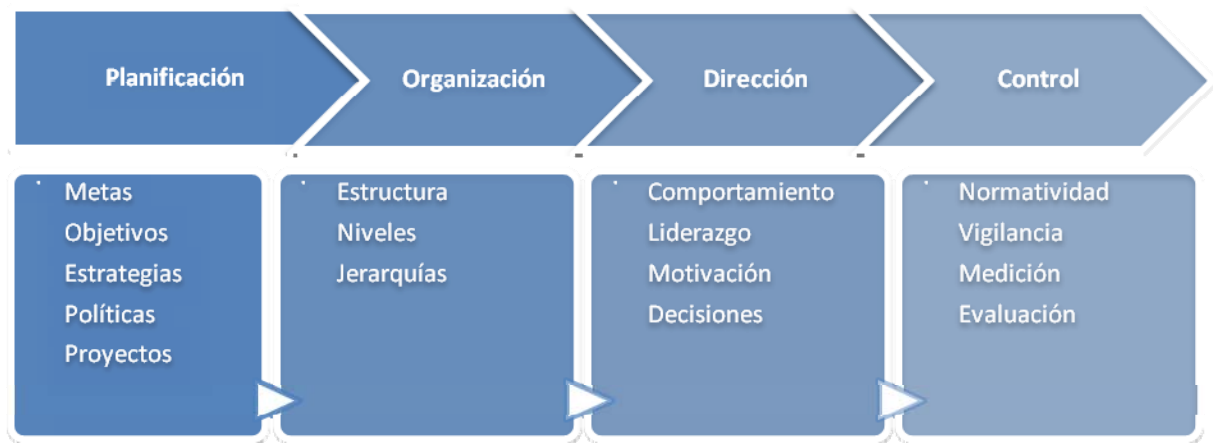 Planificación
Organización
Dirección
Control
Metas
Objetivos
Estrategias
Políticas
Proyectos
Estructura
Niveles
Jerarquías
Comportamiento
Liderazgo
Motivación
Decisiones
Normatividad
Vigilancia
Medición
Evaluación